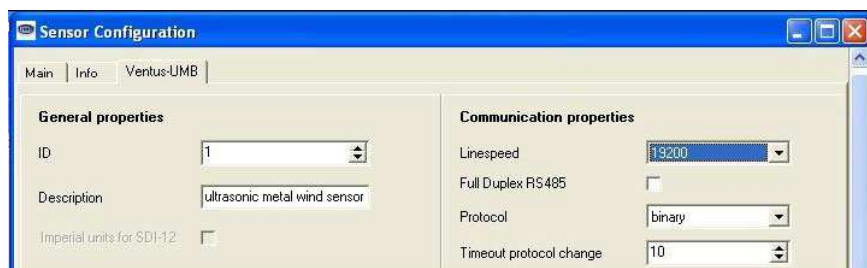 Sensor Configuration
Main Info Ventus-UMB
General properties
ID 1
Description ultrasonic metal wind sensor
Imperial units for SDI-12
Communication properties
Linespeed 19200
Full Duplex RS485
Protocol binary
Timeout protocol change 10